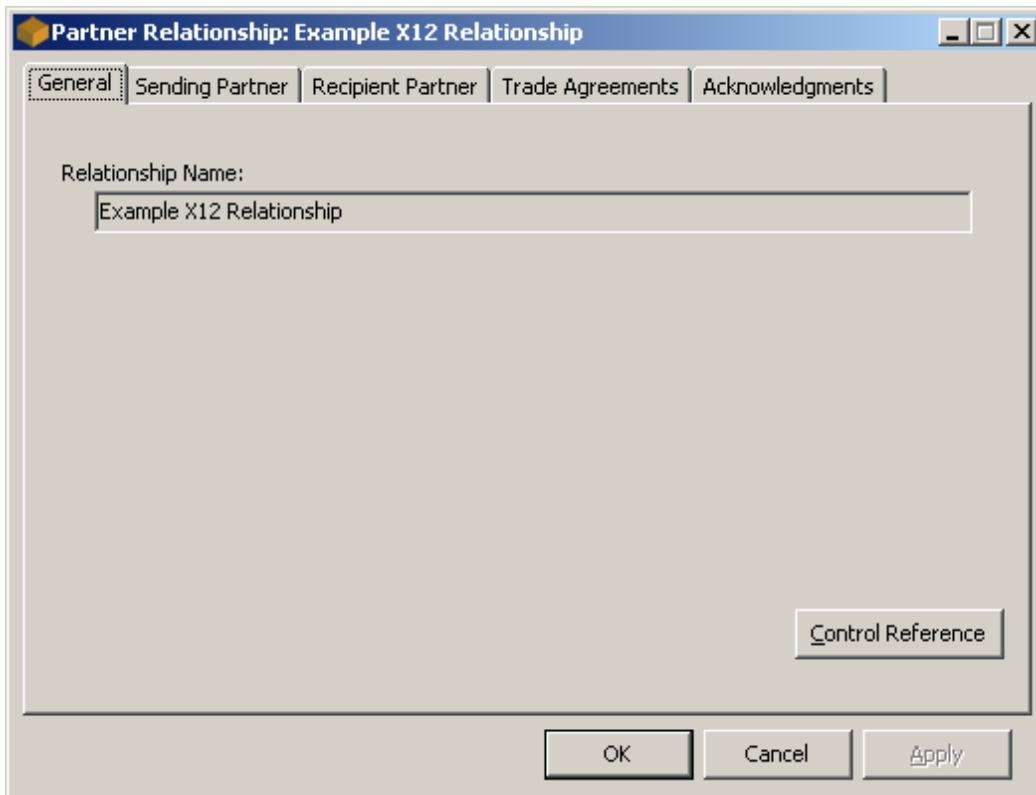 Partner Relationship: Example X12 Relationship
General Sending Partner Recipient Partner Trade Agreements Acknowledgments
Relationship Name:
Example X12 Relationship
Control Reference
OK Cancel Apply